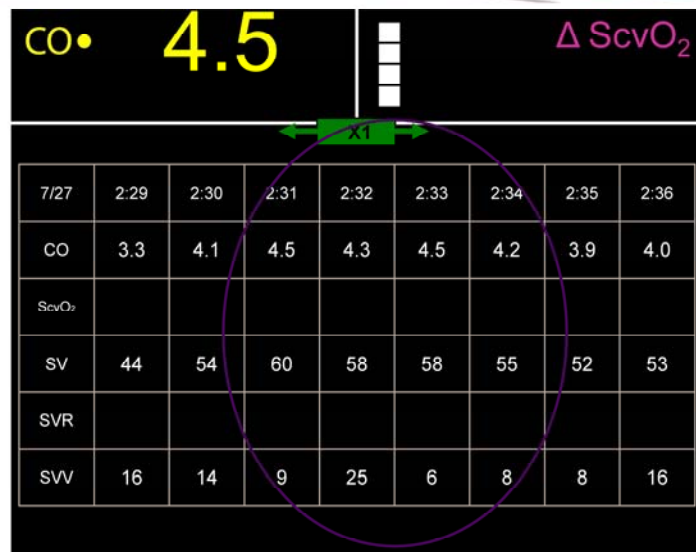 CO• 4.5 Δ ScvO₂
X1
7/27 2:29 2:30 2:31 2:32 2:33 2:34 2:35 2:36
CO 3.3 4.1 4.5 4.3 4.5 4.2 3.9 4.0
ScvO₂
SV 44 54 60 58 58 55 52 53
SVR
SVV 16 14 9 25 6 8 8 16